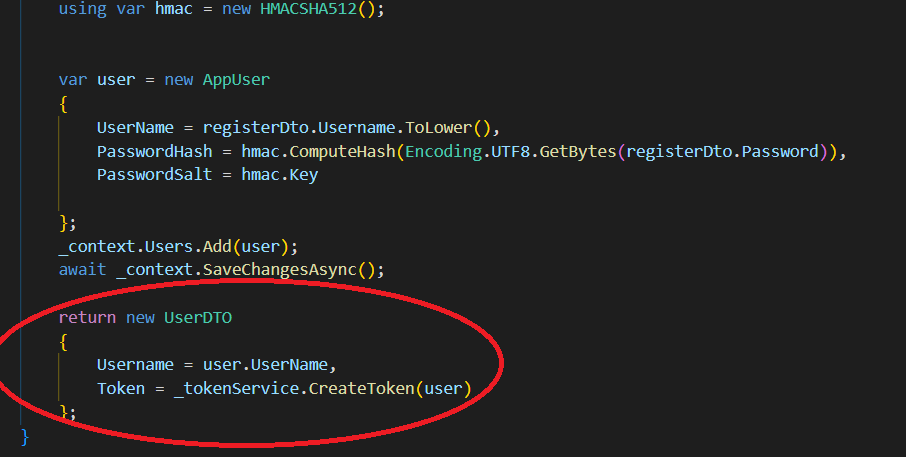 using var hmac = new HMACSHA512();
var user = new AppUser
{
UserName = registerDto.Username.ToLower(),
PasswordHash = hmac.ComputeHash(Encoding.UTF8.GetBytes(registerDto.Password)),
PasswordSalt = hmac.Key
};
_context.Users.Add(user);
await _context.SaveChangesAsync();
return new UserDTO
{
Username = user.UserName,
Token = _tokenService.CreateToken(user)
};
}